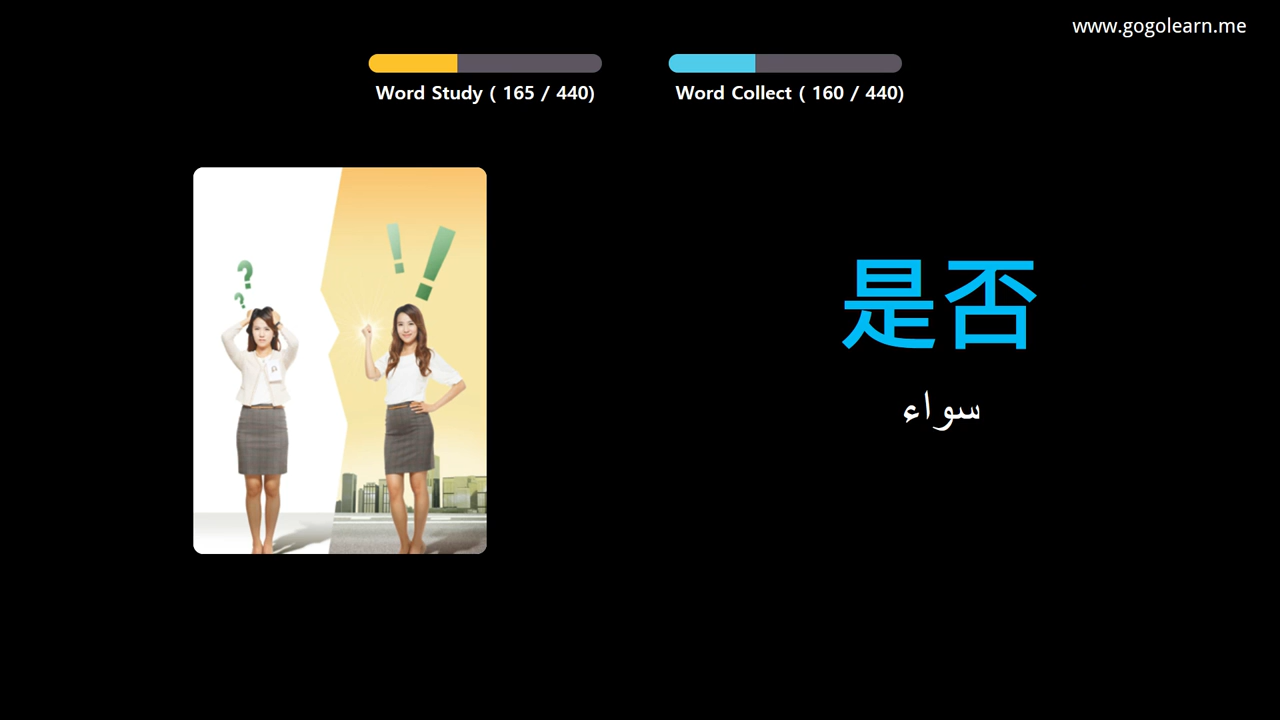 www.gogolearn.me
Word Study ( 165 / 440)
Word Collect ( 160 / 440)
??
!!
是否
سواء